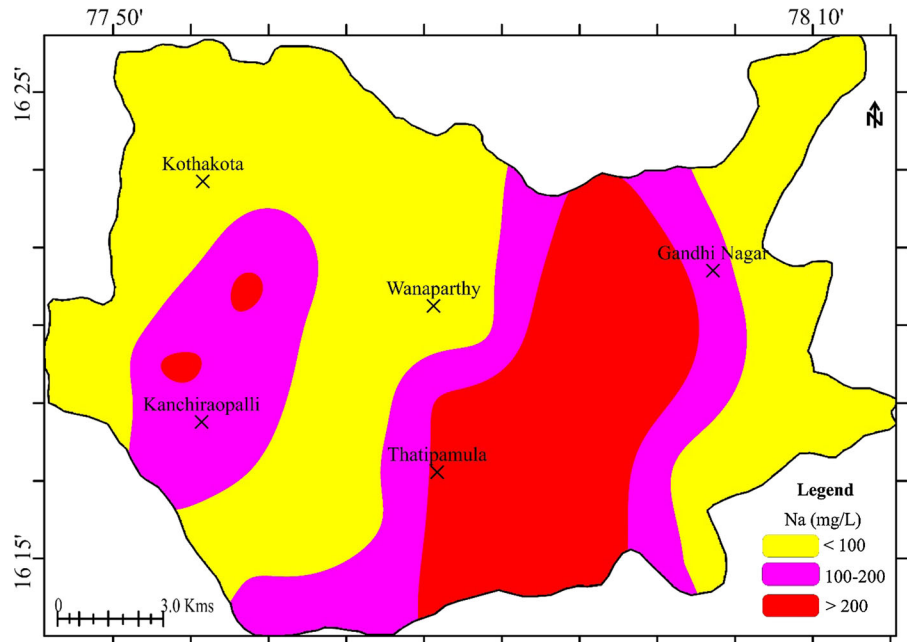 77.50'
78.10'
16 25'
N
Kothakota
Gandhi Nagar
Wanaparthy
Kanchiraopalli
Thatipamula
16 15'
Legend
Na (mg/L)
< 100
100-200
> 200
0
3.0 Kms